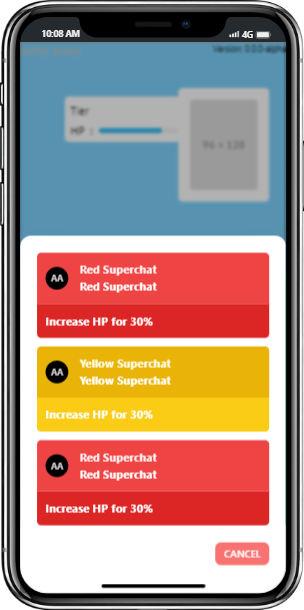 10:08 AM
4G
Version: 0.0.0-alpha
Tier
HP :
96 × 128
AA
Red Superchat
Red Superchat
Increase HP for 30%
AA
Yellow Superchat
Yellow Superchat
Increase HP for 30%
AA
Red Superchat
Red Superchat
Increase HP for 30%
CANCEL